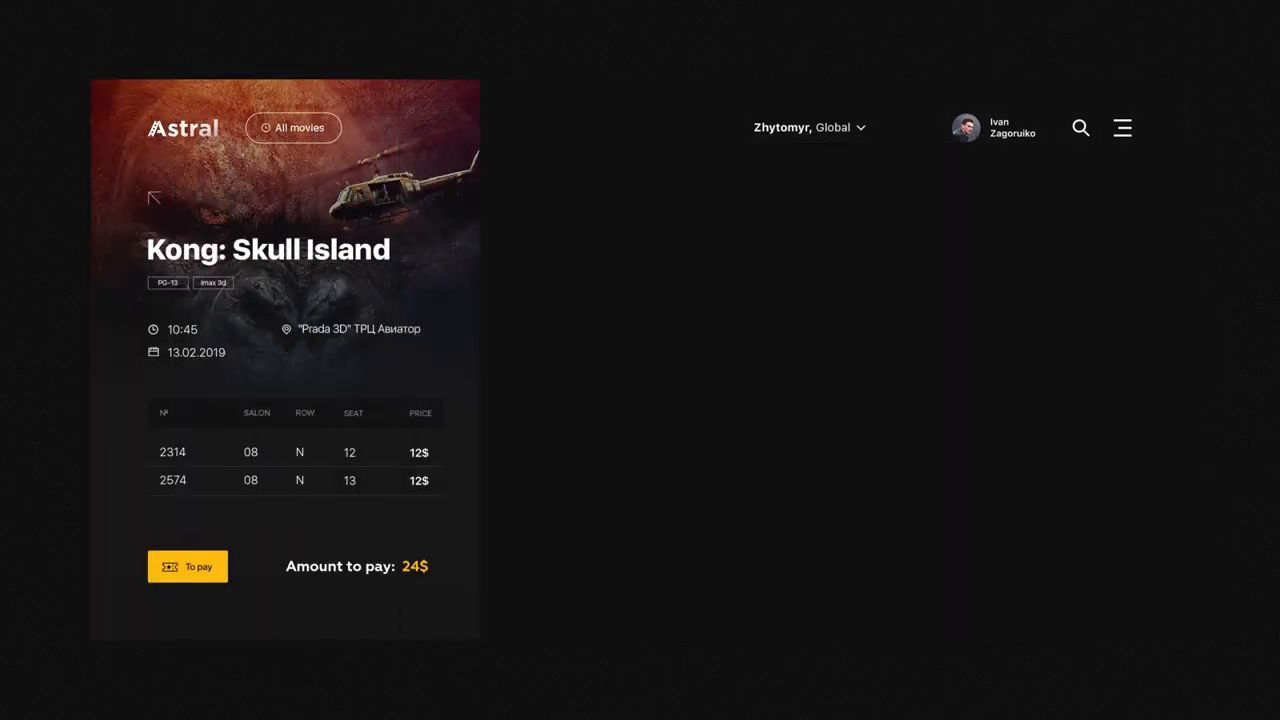 Astral
All movies
Zhytomyr, Global
Ivan
Zagoruiko
Kong: Skull Island
PG-13
imax 3d
10:45
"Prada 3D" ТРЦ Авиатор
13.02.2019
№ SALON ROW SEAT PRICE
2314 08 N 12 12$
2574 08 N 13 12$
To pay
Amount to pay: 24$